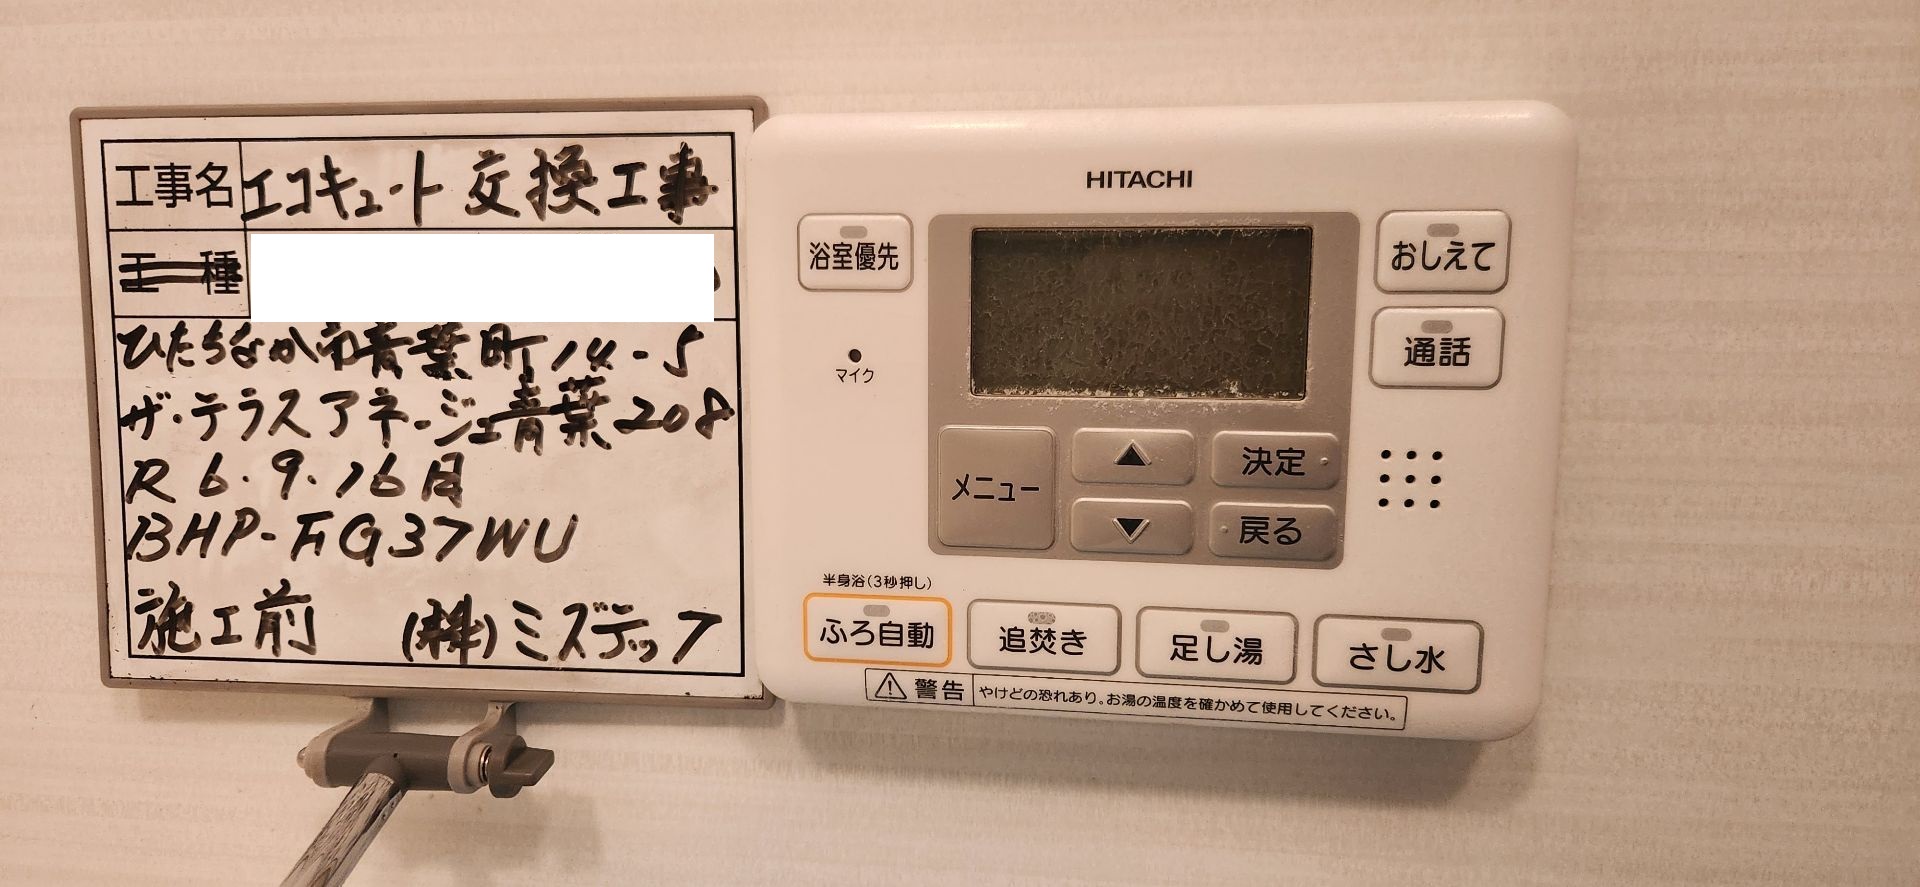 工事名 エコキュート交換工事
工種
ひたちなか市青葉町14-5
ザ・テラスアネージュ青葉208
R6.9.16月
BHP-FG37WU
施工前 (株)ミズテック
HITACHI
浴室優先
おしえて
通話
マイク
メニュー
▲
決定
▼
戻る
半身浴(3秒押し)
ふろ自動
追焚き
足し湯
さし水
警告 やけどの恐れあり。お湯の温度を確かめて使用してください。